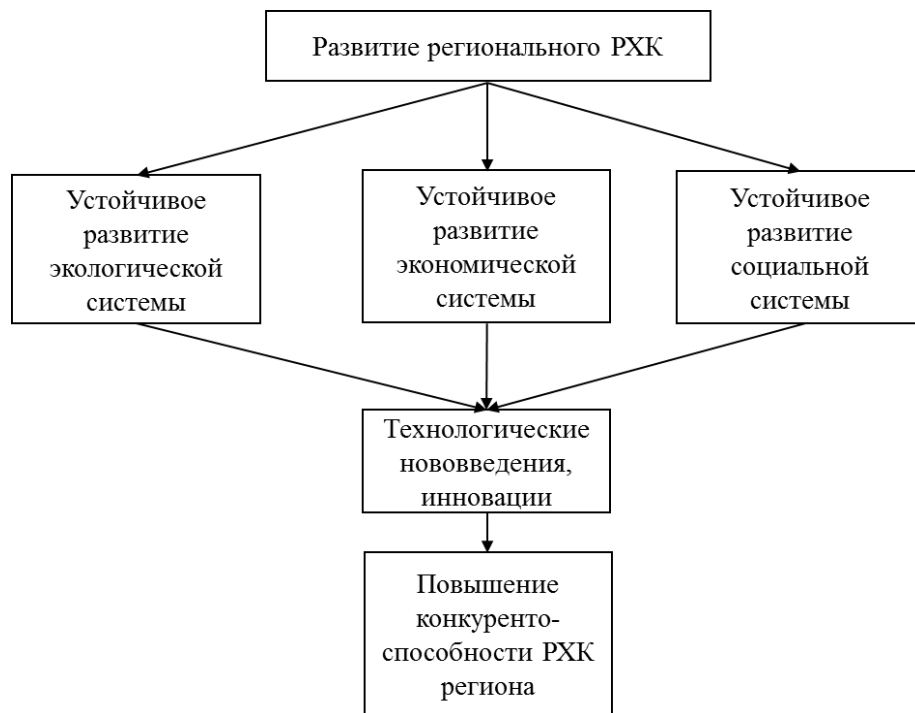 Развитие регионального РХК
Устойчивое
развитие
экологической
системы
Устойчивое
развитие
экономической
системы
Устойчивое
развитие
социальной
системы
Технологические
нововведения,
инновации
Повышение
конкуренто-
способности РХК
региона